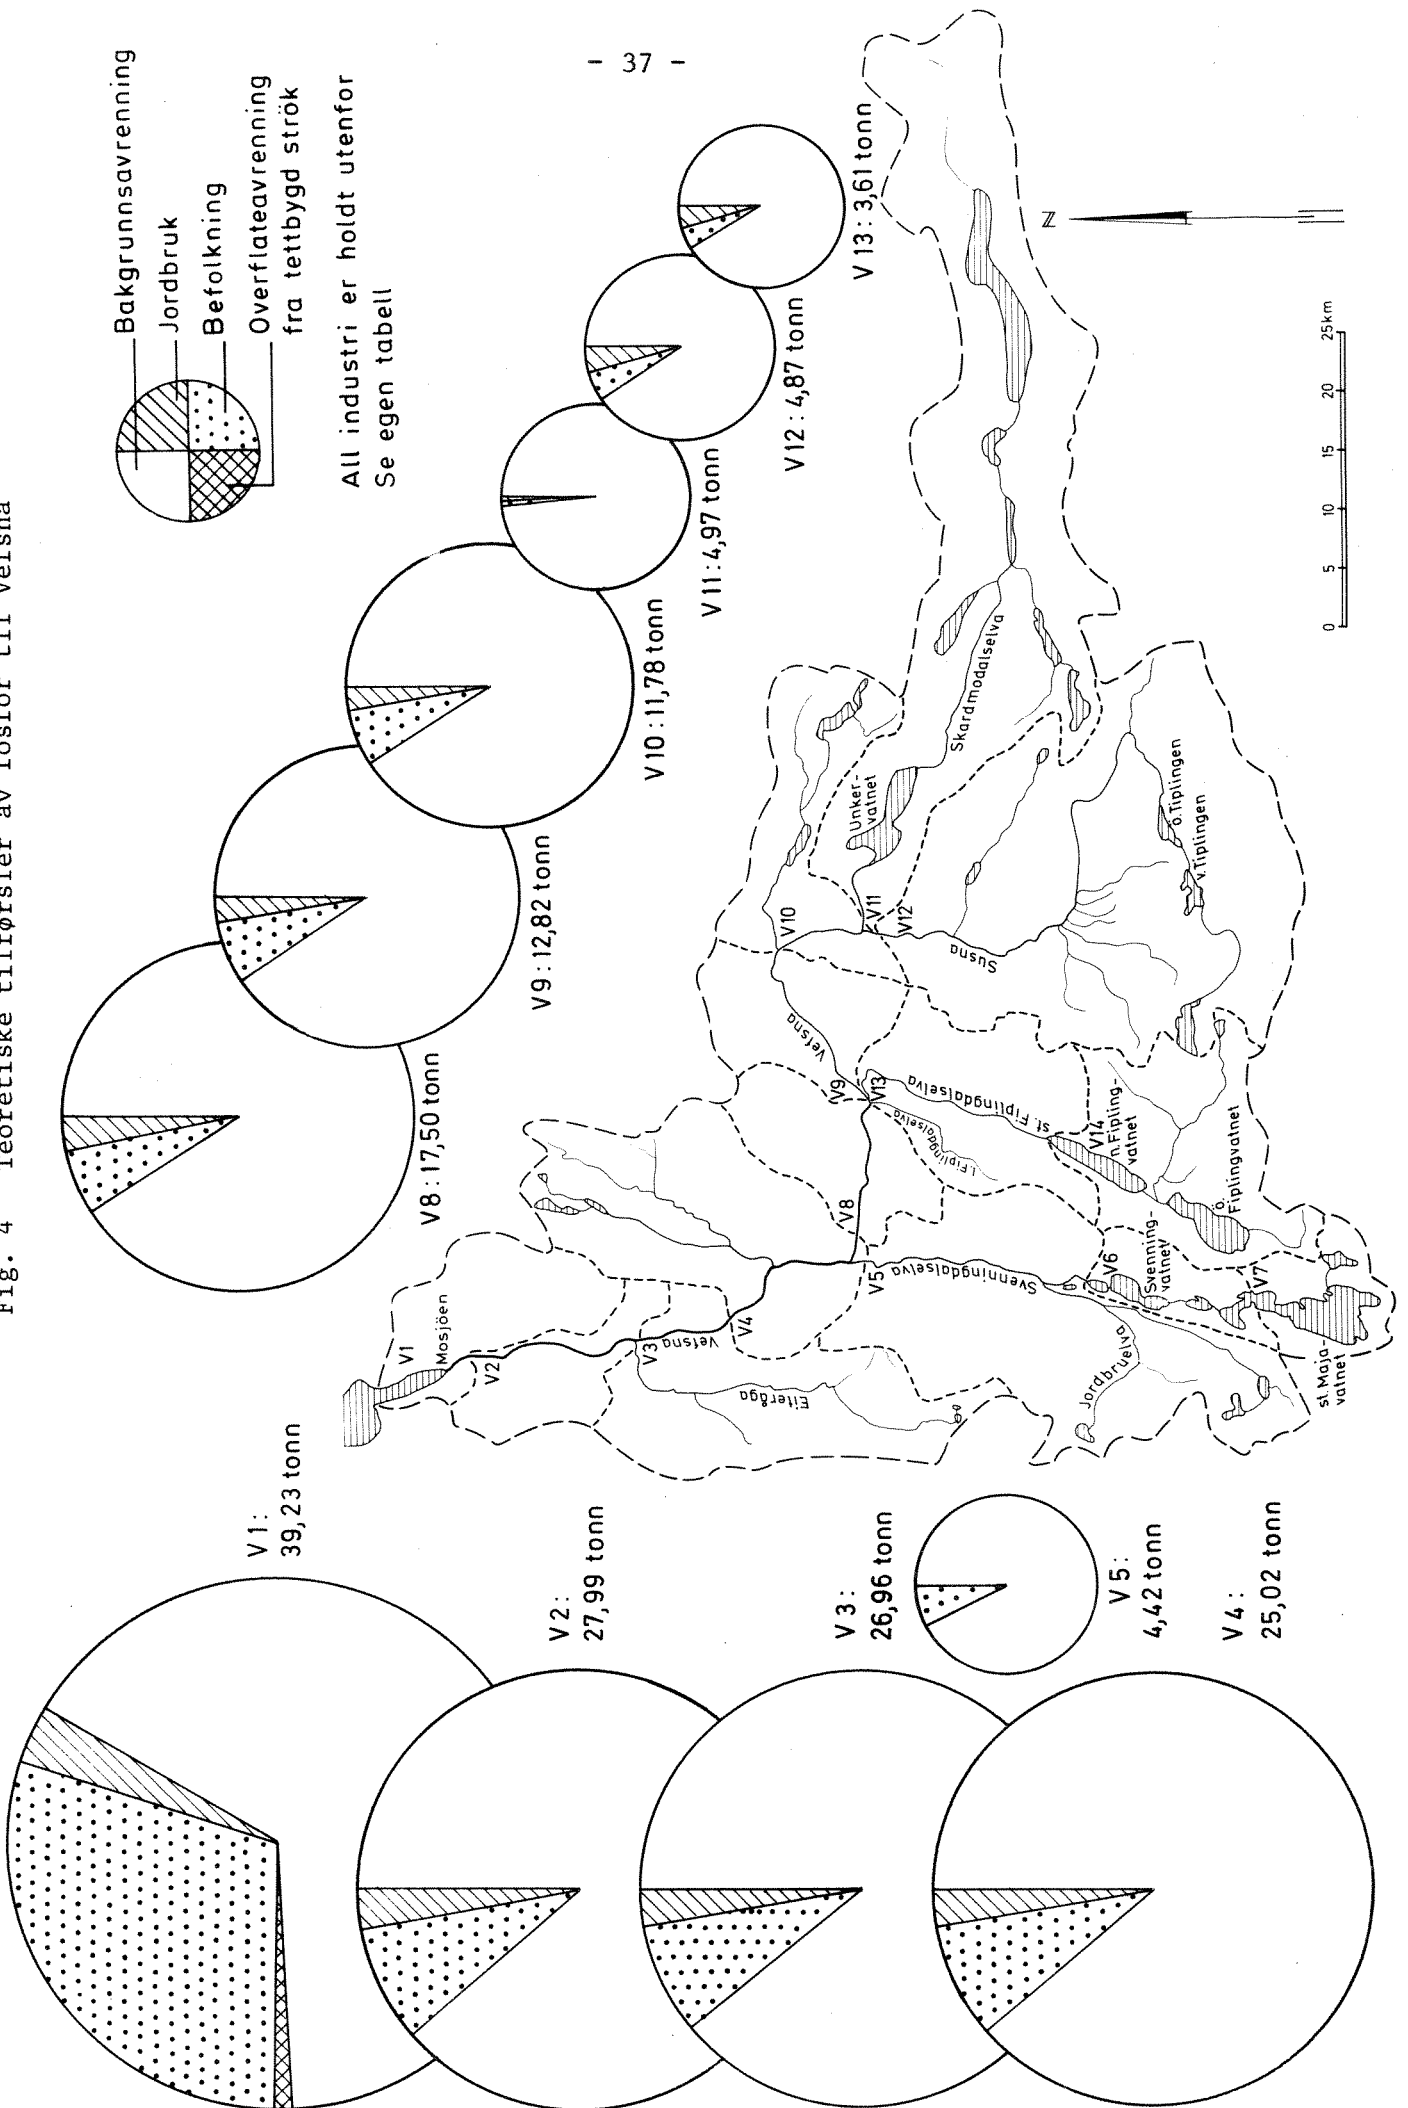 - 37 -
Fig. 4 Teoretiske tilførsler av fosfor til Vefsna
Bakgrunnsavrenning
Jordbruk
Befolkning
Overflateavrenning
fra tettbygd strök
All industri er holdt utenfor
Se egen tabell
V1:
39,23 tonn
V2:
27,99 tonn
V3:
26,96 tonn
V5:
4,42 tonn
V4:
25,02 tonn
V8:17,50 tonn
V9:12,82 tonn
V10:11,78 tonn
V11:4,97 tonn
V12:4,87 tonn
V13:3,61 tonn
N
0 5 10 15 20 25km
V1
Mosjöen
V2
V3
Vefsna
V4
Eiteråga
V5
V8
Svenningdalselva
Jordbruelva
V6
Svenning-
vatnet
V7
st. Maja-
vatnet
V9
V13
Vefsna
l. Fiplingdalselva
st. Fiplingdalselva
V14
n. Fipling-
vatnet
ö.
Fiplingvatnet
V10
V11
V12
Unker-
vatnet
Skardmodalselva
Susna
ö. Tiplingen
v. Tiplingen